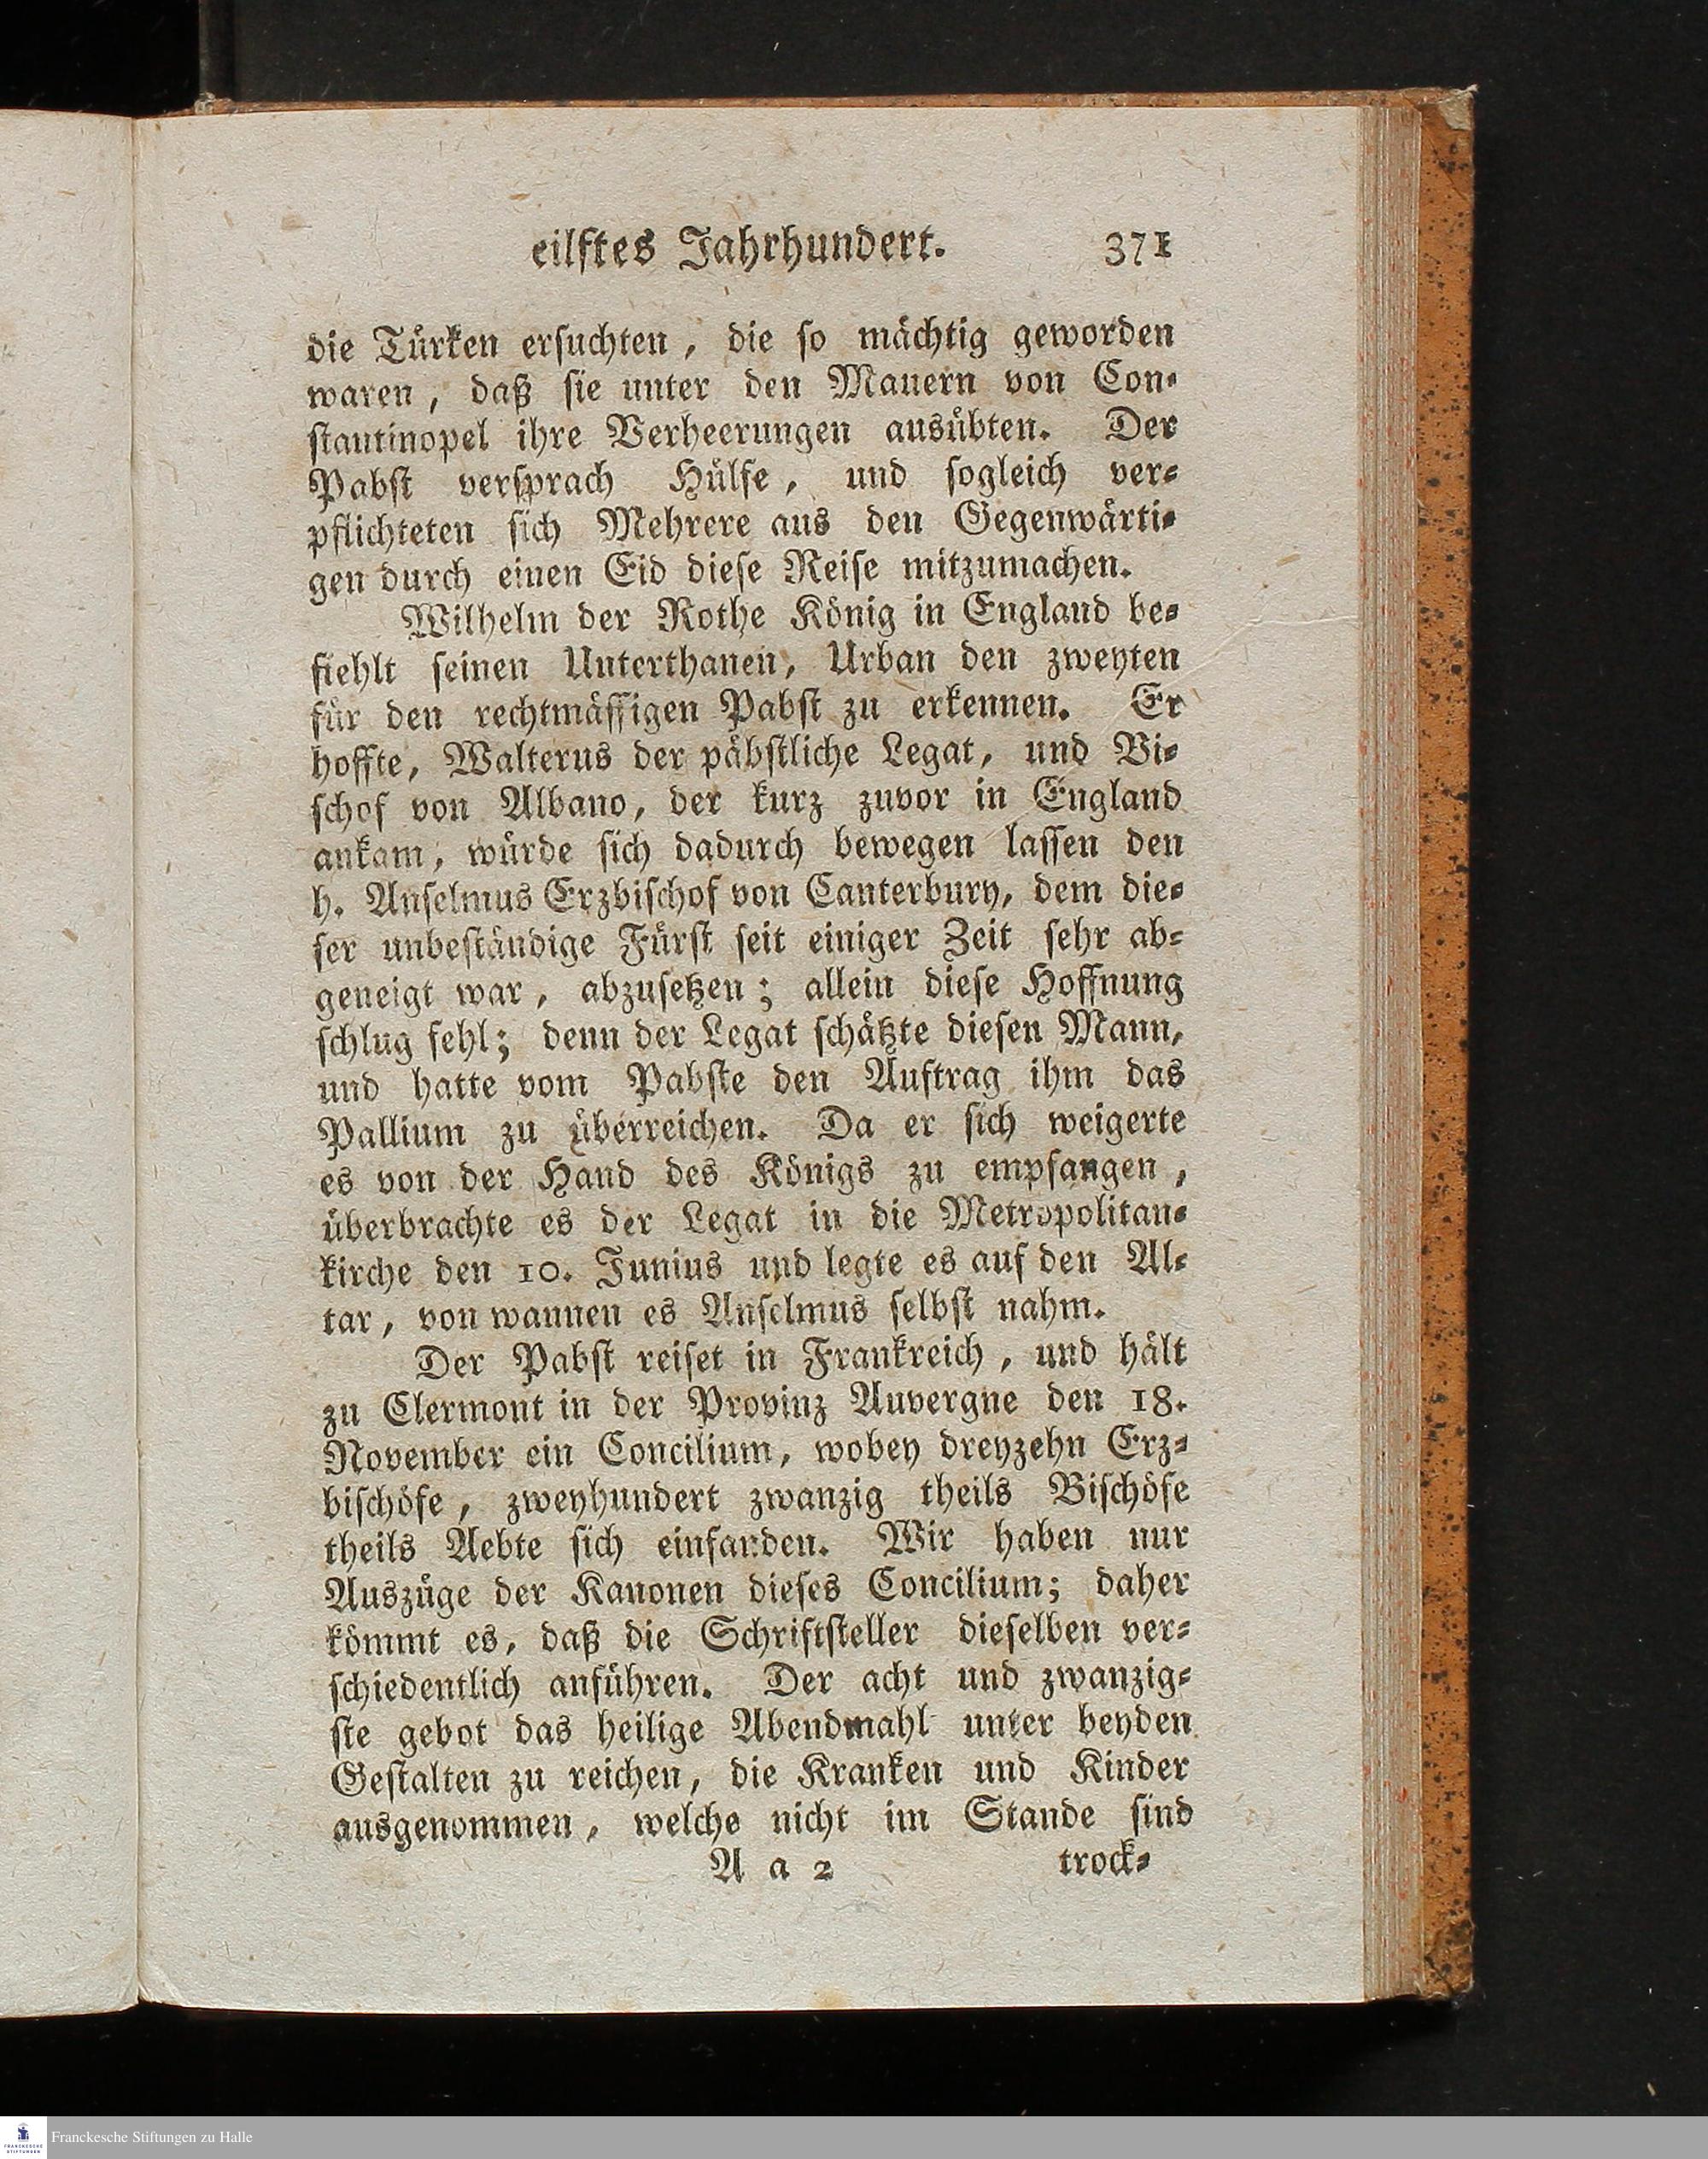 eilftes Jahrhundert. 371
die Türken ersuchten, die so mächtig geworden
waren, daß sie unter den Mauern von Con-
stantinopel ihre Verheerungen ausübten. Der
Pabst versprach Hülfe, und sogleich ver-
pflichteten sich Mehrere aus den Gegenwärti-
gen durch einen Eid diese Reise mitzumachen.
Wilhelm der Rothe König in England be-
fiehlt seinen Unterthanen, Urban den zweyten
für den rechtmässigen Pabst zu erkennen. Er
hoffte, Walterus der päbstliche Legat, und Bi-
schof von Albano, der kurz zuvor in England
ankam, würde sich dadurch bewegen lassen den
h. Anselmus Erzbischof von Canterbury, dem die-
ser unbeständige Fürst seit einiger Zeit sehr ab-
geneigt war, abzusetzen; allein diese Hoffnung
schlug fehl; denn der Legat schätzte diesen Mann,
und hatte vom Pabste den Auftrag ihm das
Pallium zu überreichen. Da er sich weigerte
es von der Hand des Königs zu empfangen,
überbrachte es der Legat in die Metropolitan-
kirche den 10. Junius und legte es auf den Al-
tar, von wannen es Anselmus selbst nahm.
Der Pabst reiset in Frankreich, und hält
zu Clermont in der Provinz Auvergne den 18.
November ein Concilium, wobey dreyzehn Erz-
bischöfe, zweyhundert zwanzig theils Bischöfe
theils Aebte sich einfanden. Wir haben nur
Auszüge der Kanonen dieses Concilium; daher
kömmt es, daß die Schriftsteller dieselben ver-
schiedentlich anführen. Der acht und zwanzig-
ste gebot das heilige Abendmahl unter beyden
Gestalten zu reichen, die Kranken und Kinder
ausgenommen, welche nicht im Stande sind
A a 2 trock-
FRANCKESCHE
STIFTUNGEN
Franckesche Stiftungen zu Halle